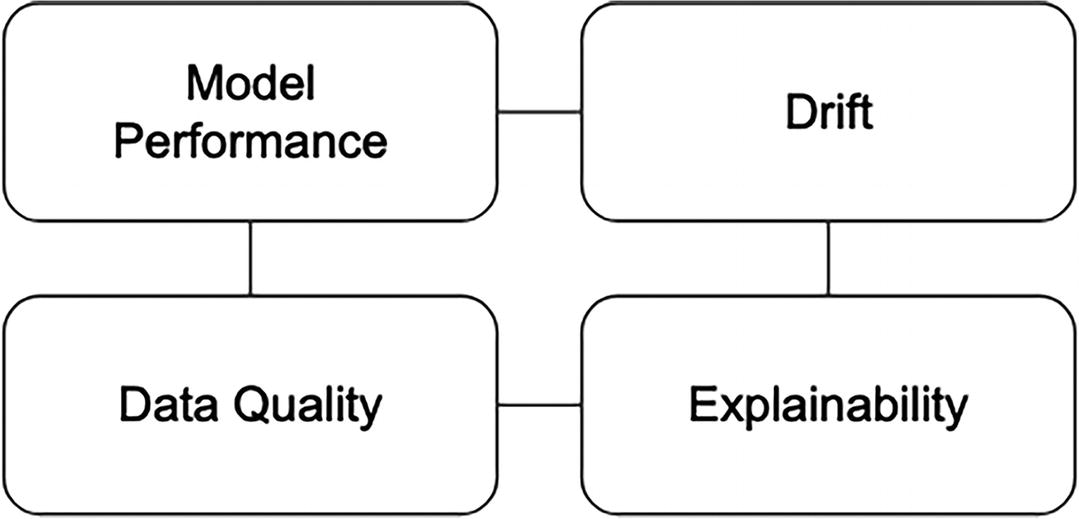 Model
Performance
Drift
Data Quality
Explainability